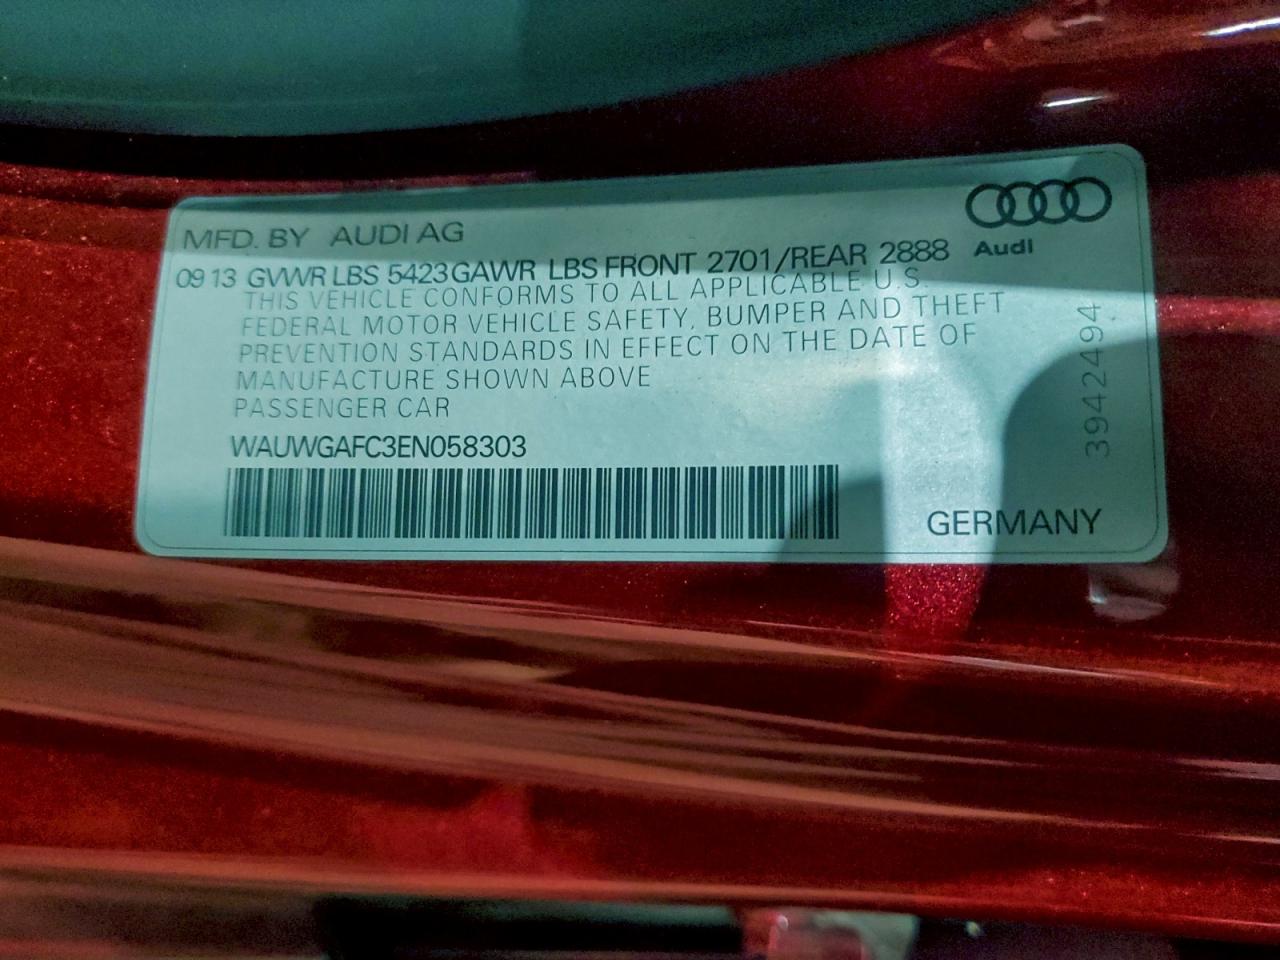 MFD. BY AUDI AG
09 13 GVWR LBS 5423 GAWR LBS FRONT 2701/REAR 2888
Audi
THIS VEHICLE CONFORMS TO ALL APPLICABLE U.S.
FEDERAL MOTOR VEHICLE SAFETY, BUMPER AND THEFT
PREVENTION STANDARDS IN EFFECT ON THE DATE OF
MANUFACTURE SHOWN ABOVE
PASSENGER CAR
WAUWGAFC3EN058303
3942494
GERMANY